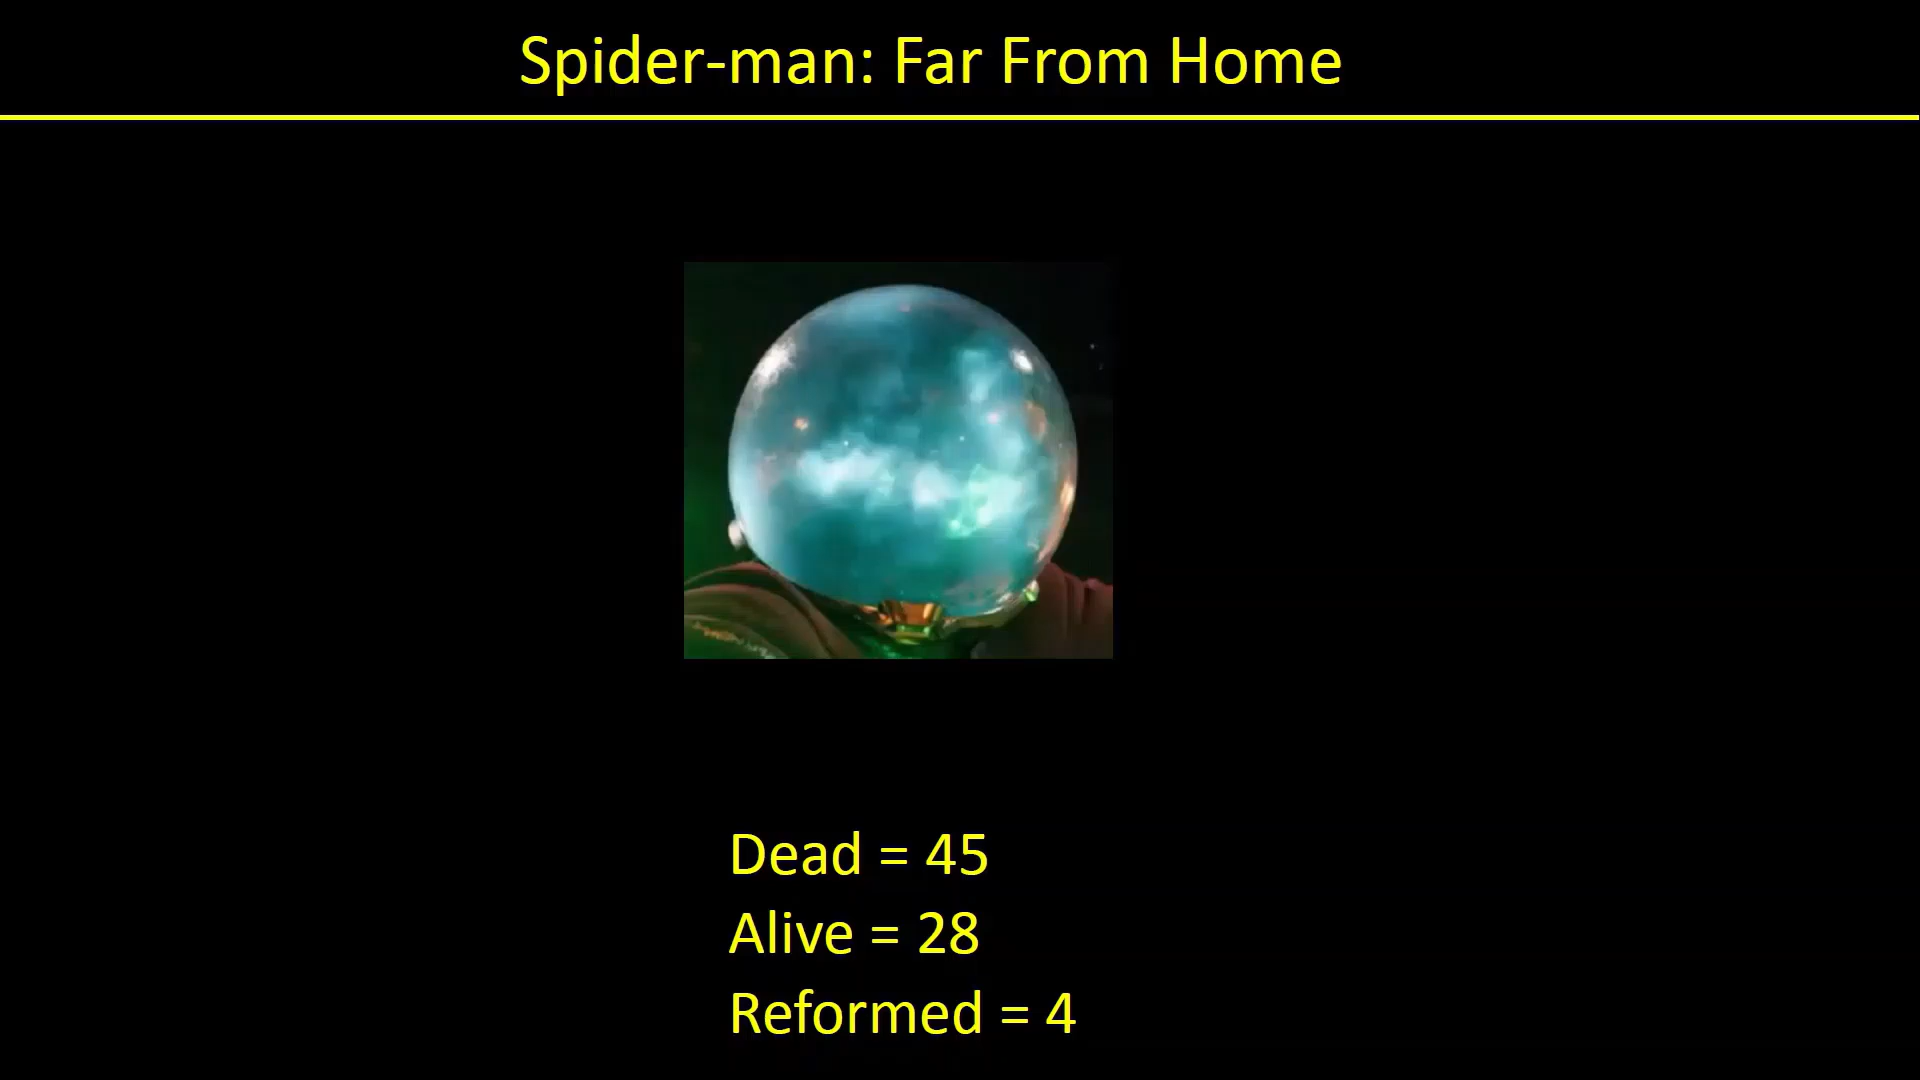 Spider-man: Far From Home
Dead = 45
Alive = 28
Reformed = 4